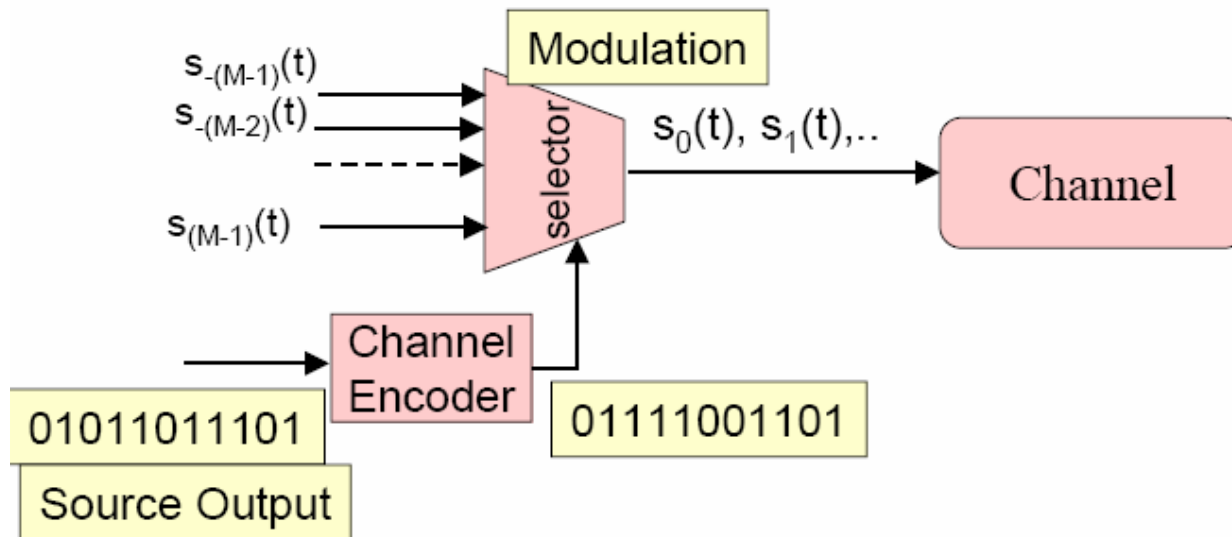 Modulation
s-(M-1)(t)
s-(M-2)(t)
s(M-1)(t)
selector
s0(t), s1(t),..
Channel
Channel
Encoder
01011011101
01111001101
Source Output